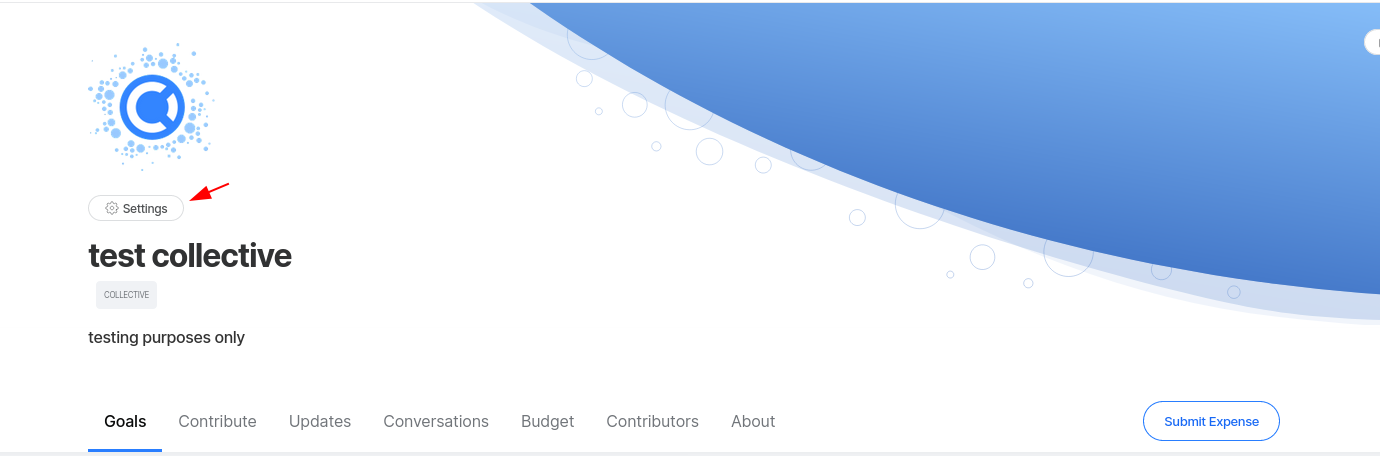 Settings
test collective
COLLECTIVE
testing purposes only
Goals Contribute Updates Conversations Budget Contributors About Submit Expense